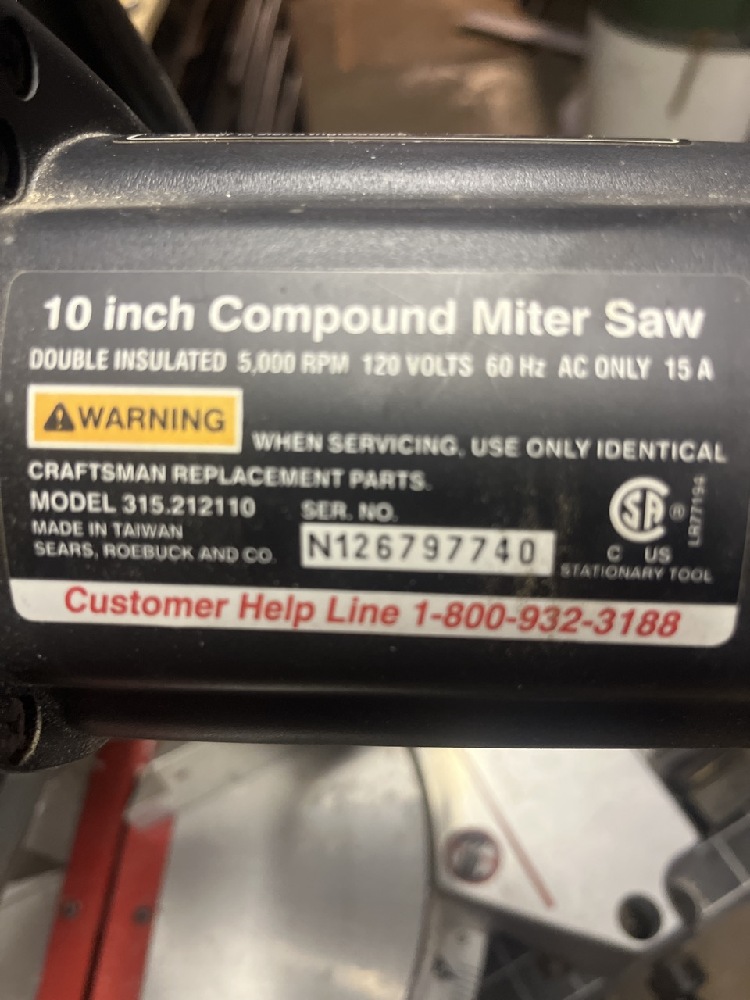 10 inch Compound Miter Saw
DOUBLE INSULATED 5,000 RPM 120 VOLTS 60 Hz AC ONLY 15 A
WARNING
WHEN SERVICING, USE ONLY IDENTICAL
CRAFTSMAN REPLACEMENT PARTS.
MODEL 315.212110 SER. NO.
MADE IN TAIWAN
SEARS, ROEBUCK AND CO.
N126797740
SA ®
C US
LR77194
STATIONARY TOOL
Customer Help Line 1-800-932-3188